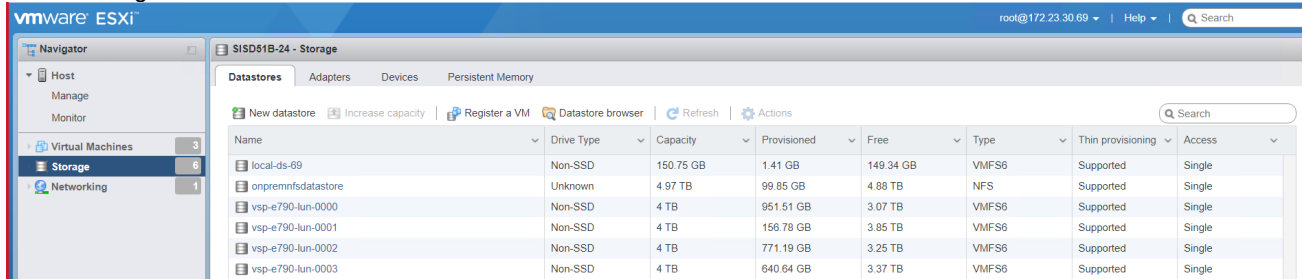 vmware ESXi™
root@172.23.30.69 | Help | Search
Navigator
SISD51B-24 - Storage
Host
Manage
Monitor
Virtual Machines 3
Storage 6
Networking 1
Datastores Adapters Devices Persistent Memory
New datastore Increase capacity Register a VM Datastore browser Refresh Actions
Search
Name Drive Type Capacity Provisioned Free Type Thin provisioning Access
local-ds-69 Non-SSD 150.75 GB 1.41 GB 149.34 GB VMFS6 Supported Single
onpremnfsdatastore Unknown 4.97 TB 99.85 GB 4.88 TB NFS Supported Single
vsp-e790-lun-0000 Non-SSD 4 TB 951.51 GB 3.07 TB VMFS6 Supported Single
vsp-e790-lun-0001 Non-SSD 4 TB 156.78 GB 3.85 TB VMFS6 Supported Single
vsp-e790-lun-0002 Non-SSD 4 TB 771.19 GB 3.25 TB VMFS6 Supported Single
vsp-e790-lun-0003 Non-SSD 4 TB 640.64 GB 3.37 TB VMFS6 Supported Single